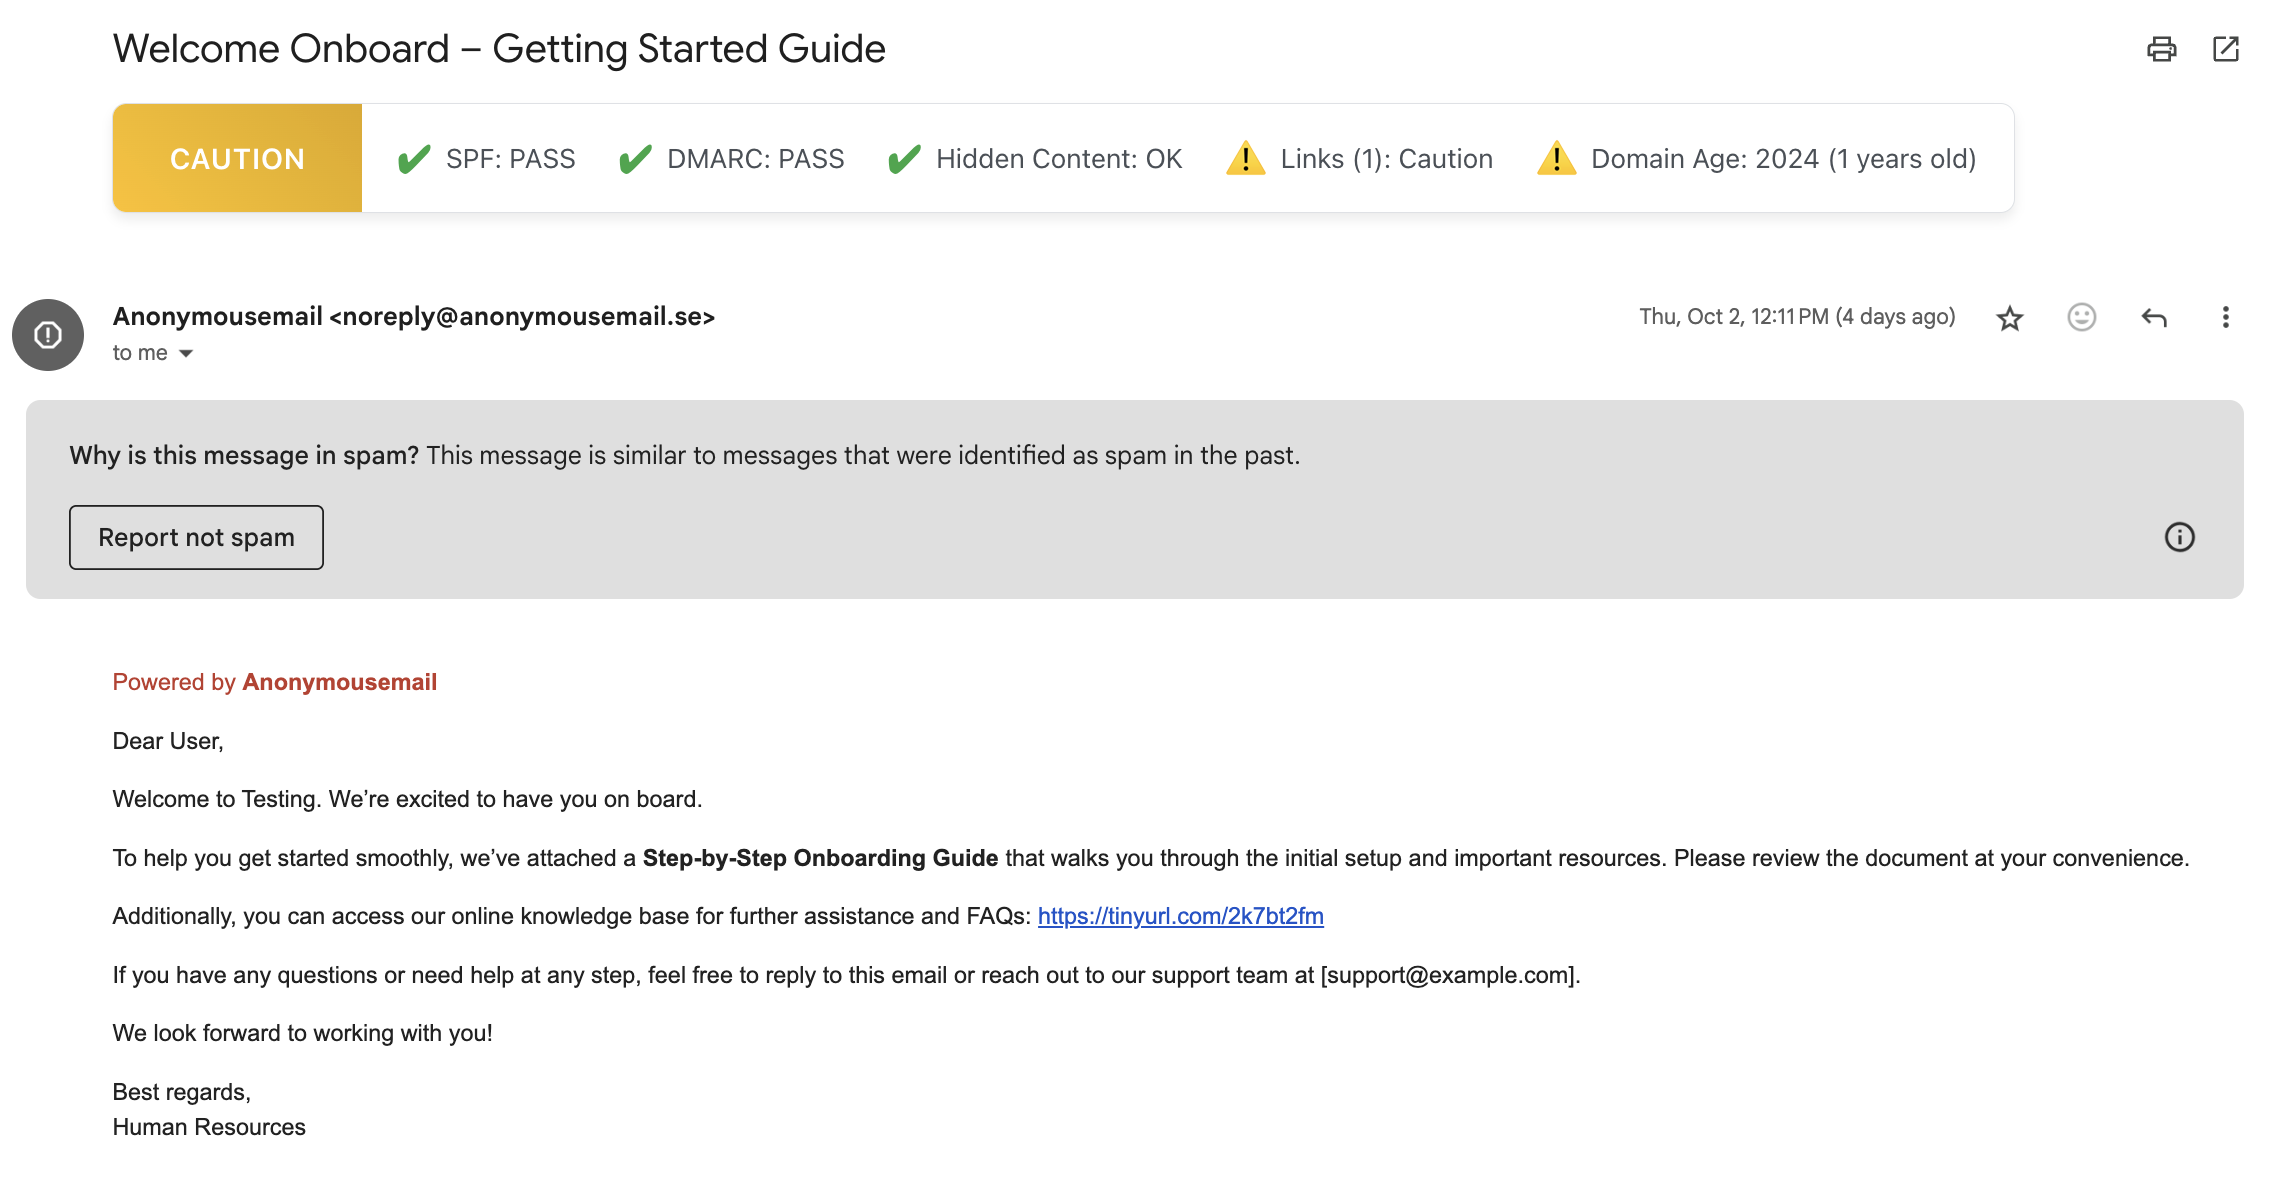 Welcome Onboard – Getting Started Guide
CAUTION
SPF: PASS
DMARC: PASS
Hidden Content: OK
Links (1): Caution
Domain Age: 2024 (1 years old)
Anonymousemail <noreply@anonymousemail.se>
Thu, Oct 2, 12:11 PM (4 days ago)
to me
Why is this message in spam? This message is similar to messages that were identified as spam in the past.
Report not spam
Powered by Anonymousemail
Dear User,
Welcome to Testing. We’re excited to have you on board.
To help you get started smoothly, we’ve attached a Step-by-Step Onboarding Guide that walks you through the initial setup and important resources. Please review the document at your convenience.
Additionally, you can access our online knowledge base for further assistance and FAQs: https://tinyurl.com/2k7bt2fm
If you have any questions or need help at any step, feel free to reply to this email or reach out to our support team at [support@example.com].
We look forward to working with you!
Best regards,
Human Resources